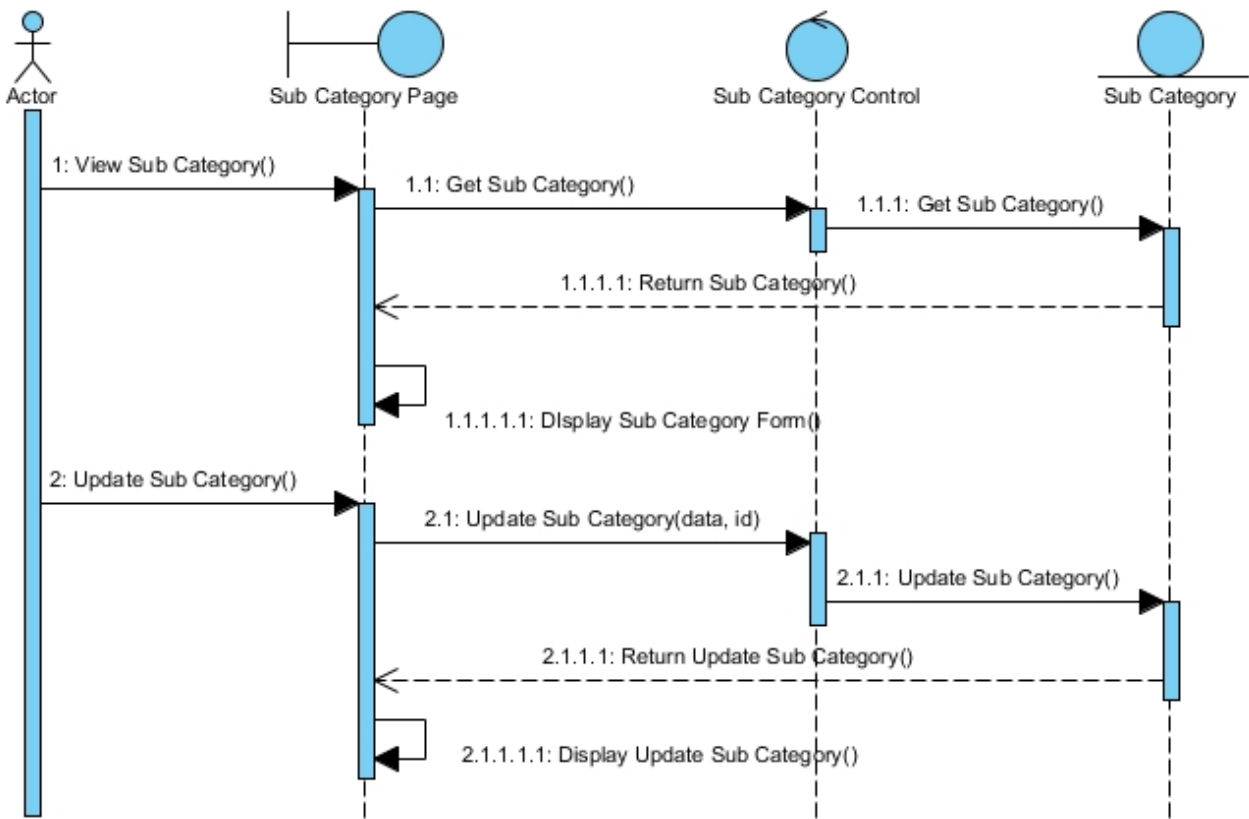 Actor
Sub Category Page
Sub Category Control
Sub Category
1: View Sub Category()
1.1: Get Sub Category()
1.1.1: Get Sub Category()
1.1.1.1: Return Sub Category()
1.1.1.1.1: DIsplay Sub Category Form()
2: Update Sub Category()
2.1: Update Sub Category(data, id)
2.1.1: Update Sub Category()
2.1.1.1: Return Update Sub Category()
2.1.1.1.1: Display Update Sub Category()